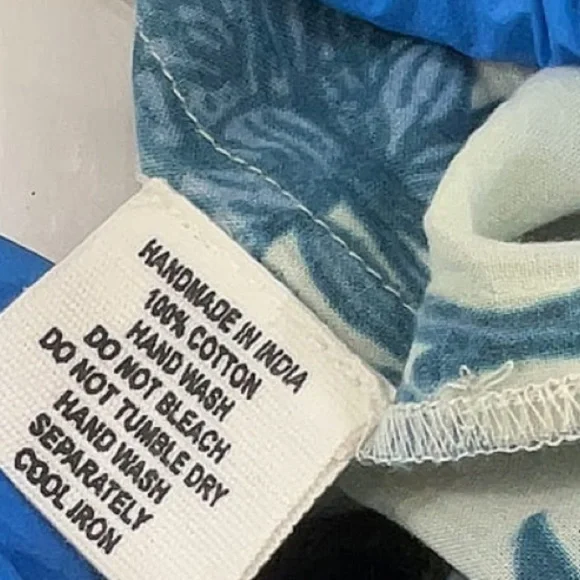 HANDMADE IN INDIA
100% COTTON
HAND WASH
DO NOT BLEACH
DO NOT TUMBLE DRY
HAND WASH
SEPARATELY
COOL IRON